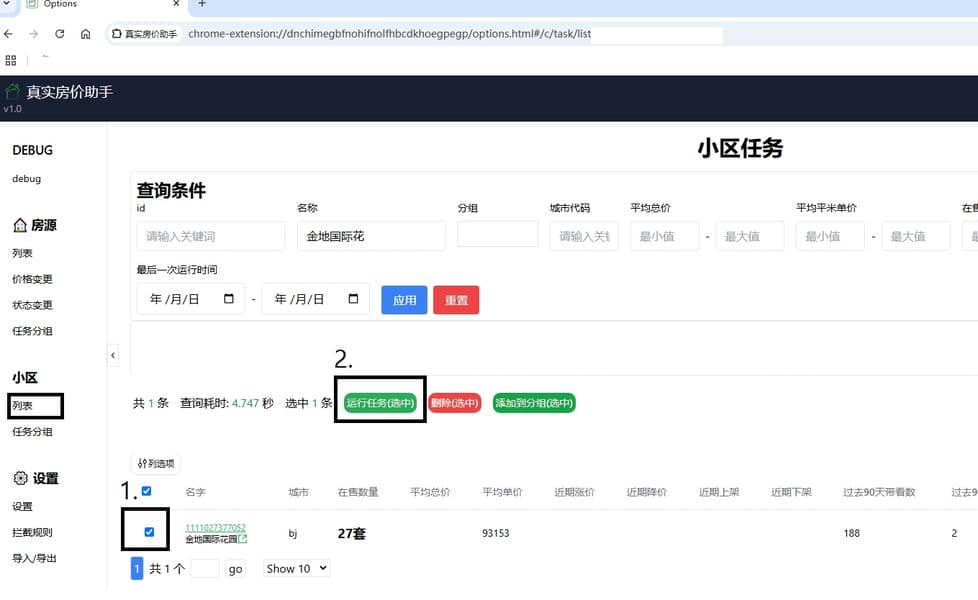 Options
真实房价助手 chrome-extension://dnchimegbfnohifnolfhbcdkhoegpegp/options.html#/c/task/list
真实房价助手
v1.0
DEBUG
debug
房源
列表
价格变更
状态变更
任务分组
小区
列表
任务分组
设置
设置
拦截规则
导入/导出
小区任务
查询条件
id 名称 分组 城市代码 平均总价 平均平米单价 在售
请输入关键词 金地国际花 请输入关键 最小值 - 最大值 最小值 - 最大值
最后一次运行时间
年 /月/日 - 年 /月/日 应用 重置
2.
共 1 条 查询耗时: 4.747 秒 选中 1 条 运行任务(选中) 删除(选中) 添加到分组(选中)
列选项
1.
名字 城市 在售数量 平均总价 平均单价 近期涨价 近期降价 近期上架 近期下架 过去90天带看数 过去9
1111027377052
金地国际花园 bj 27套 93153 188 2
1 共 1 个 go Show 10